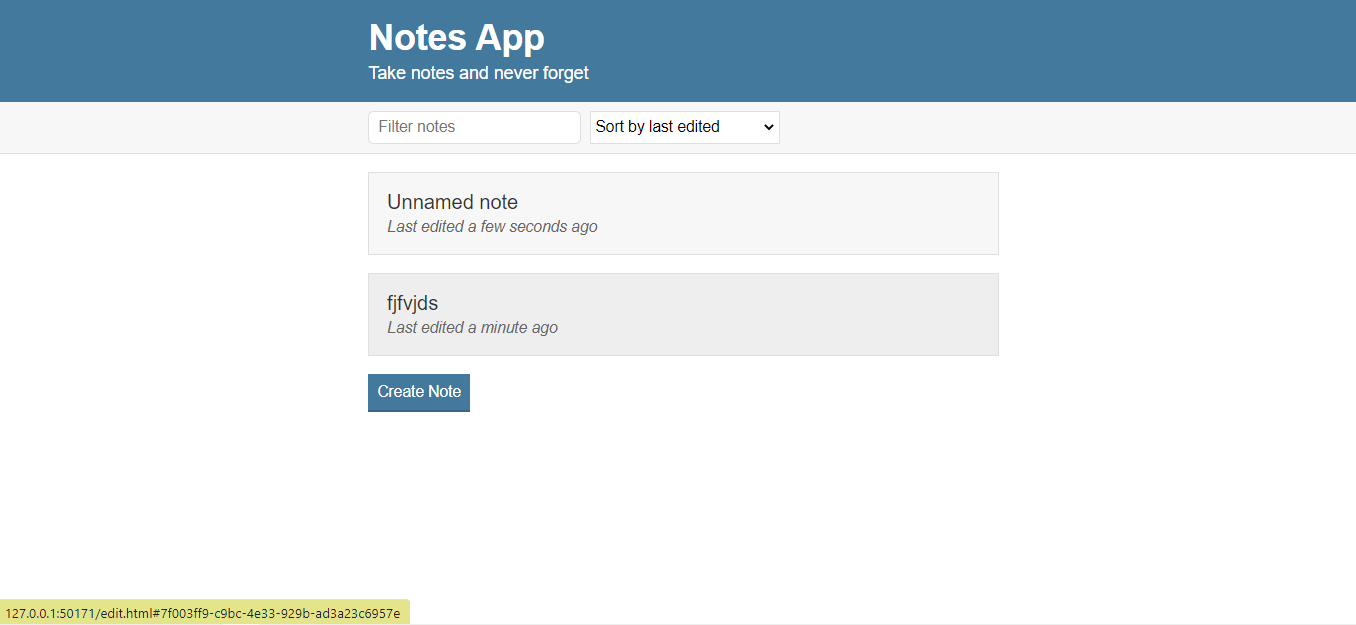 Notes App
Take notes and never forget
Filter notes
Sort by last edited
Unnamed note
Last edited a few seconds ago
fjfvjds
Last edited a minute ago
Create Note
127.0.0.1:50171/edit.html#7f003ff9-c9bc-4e33-929b-ad3a23c6957e